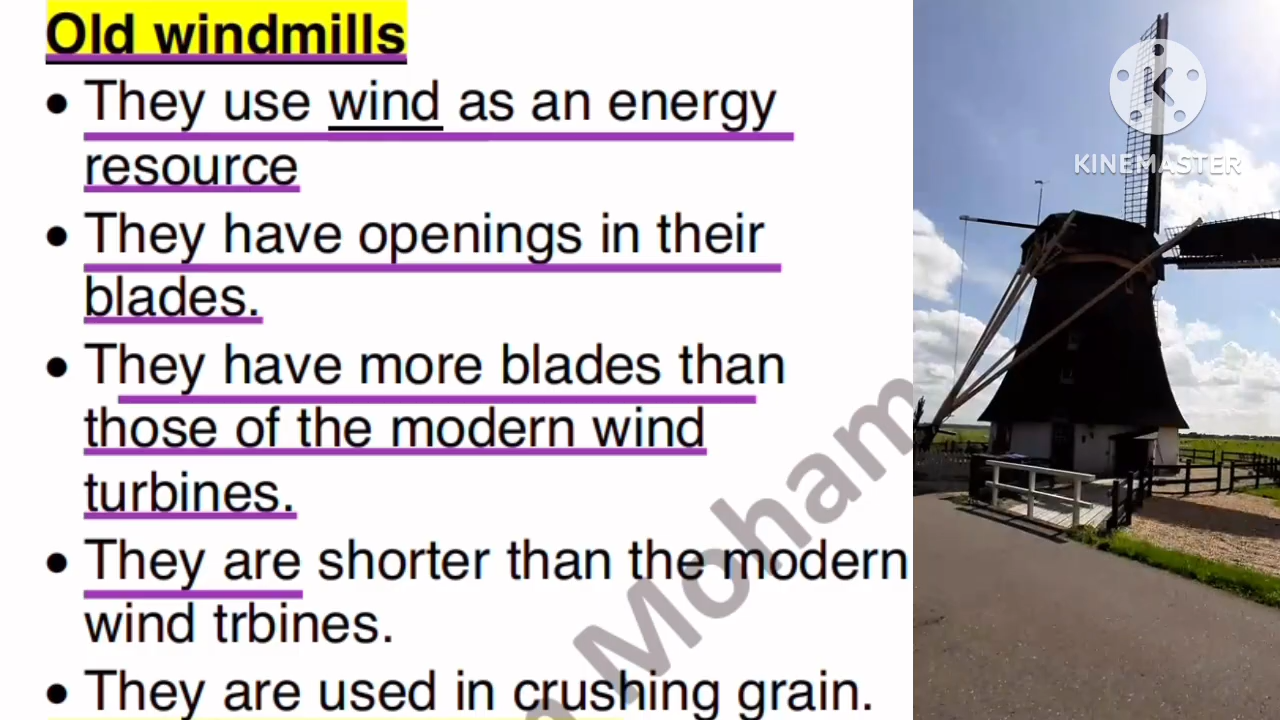 Old windmills
• They use wind as an energy
resource
• They have openings in their
blades.
• They have more blades than
those of the modern wind
turbines.
• They are shorter than the modern
wind trbines.
• They are used in crushing grain.
Moham
KINEMASTER